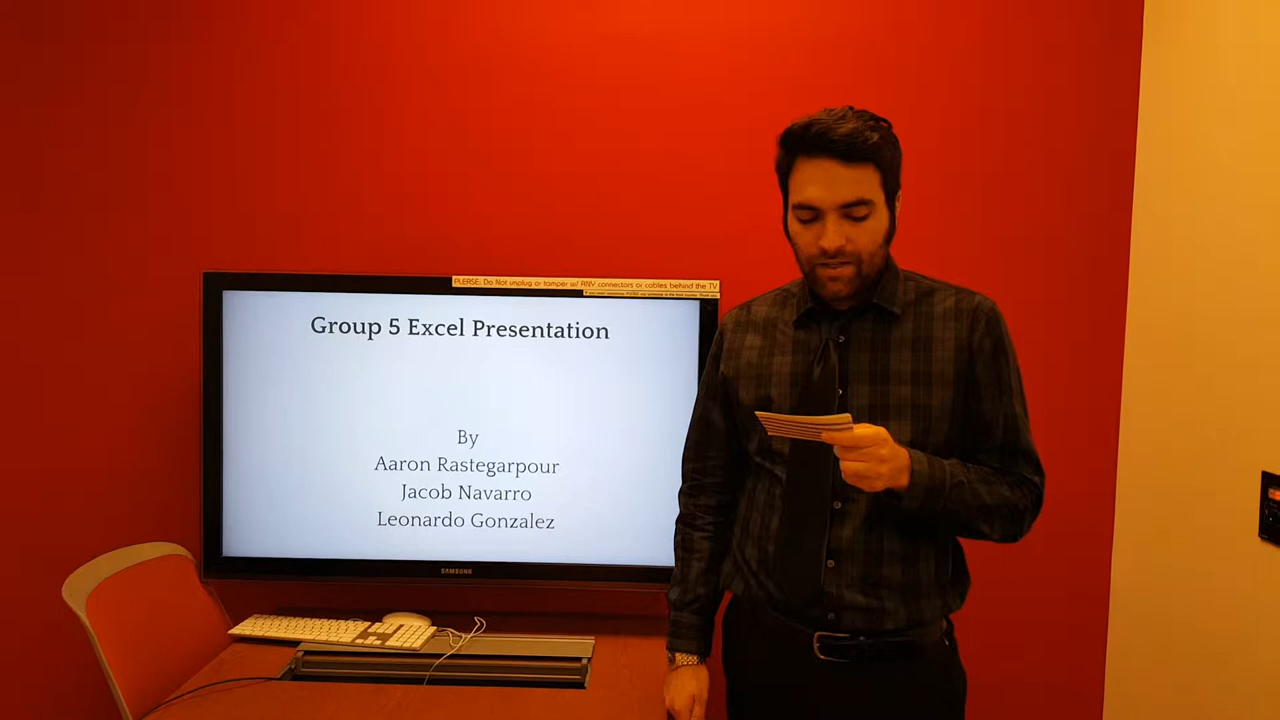 PLEASE: Do Not unplug or tamper w/ ANY connectors or cables behind the TV
Group 5 Excel Presentation
By
Aaron Rastegarpour
Jacob Navarro
Leonardo Gonzalez
SAMSUNG